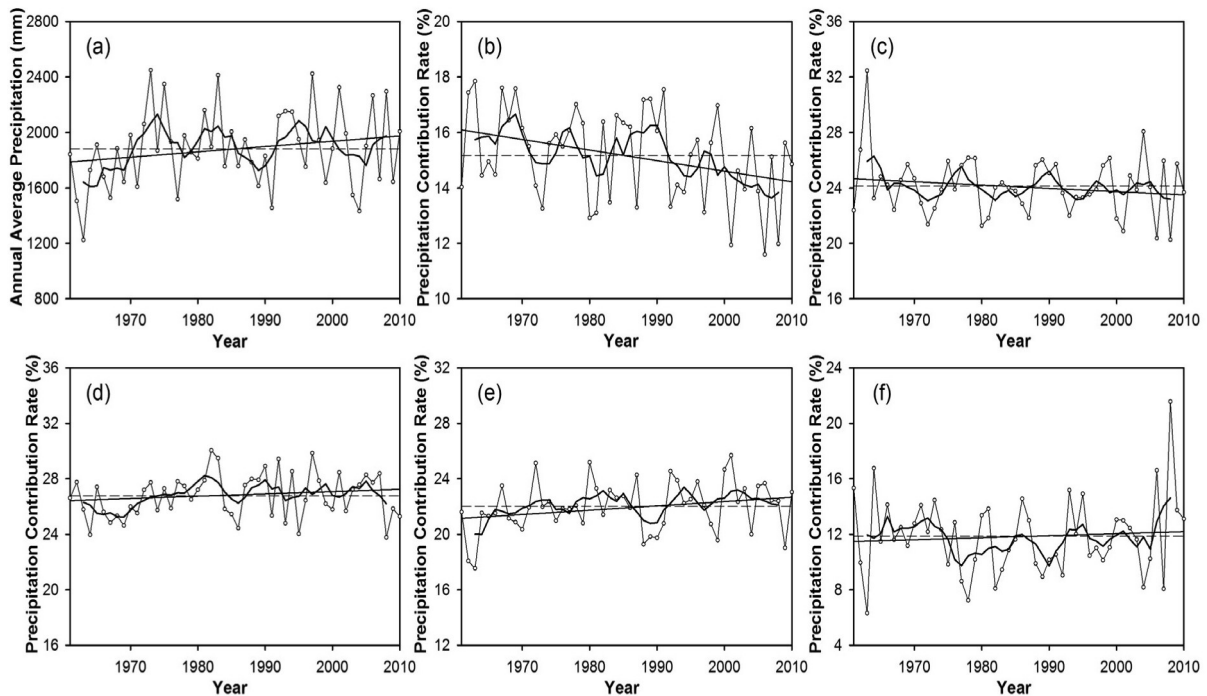 (a)
Annual Average Precipitation (mm)
2800
2400
2000
1600
1200
800
1970 1980 1990 2000 2010
Year
(b)
Precipitation Contribution Rate (%)
20
18
16
14
12
10
1970 1980 1990 2000 2010
Year
(c)
Precipitation Contribution Rate (%)
36
32
28
24
20
16
1970 1980 1990 2000 2010
Year
(d)
Precipitation Contribution Rate (%)
36
32
28
24
20
16
1970 1980 1990 2000 2010
Year
(e)
Precipitation Contribution Rate (%)
32
28
24
20
16
12
1970 1980 1990 2000 2010
Year
(f)
Precipitation Contribution Rate (%)
24
20
16
12
8
4
1970 1980 1990 2000 2010
Year